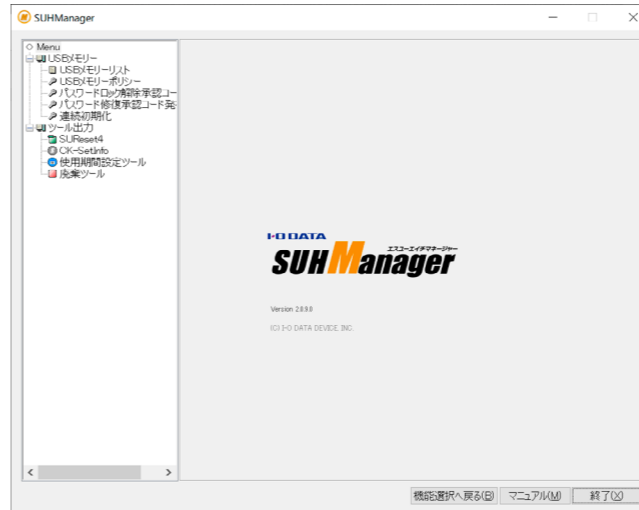 SUHManager
Menu
USBメモリー
USBメモリーリスト
USBメモリーポリシー
パスワードロック解除承認コー
パスワード修復承認コード発
連続初期化
ツール出力
SUReset4
CK-SetInfo
使用期間設定ツール
廃棄ツール
I-O DATA
エスユーエイチマネージャー
SUHManager
Version 2.0.9.0
(C) I-O DATA DEVICE, INC.
機能選択へ戻る(B) マニュアル(M) 終了(X)